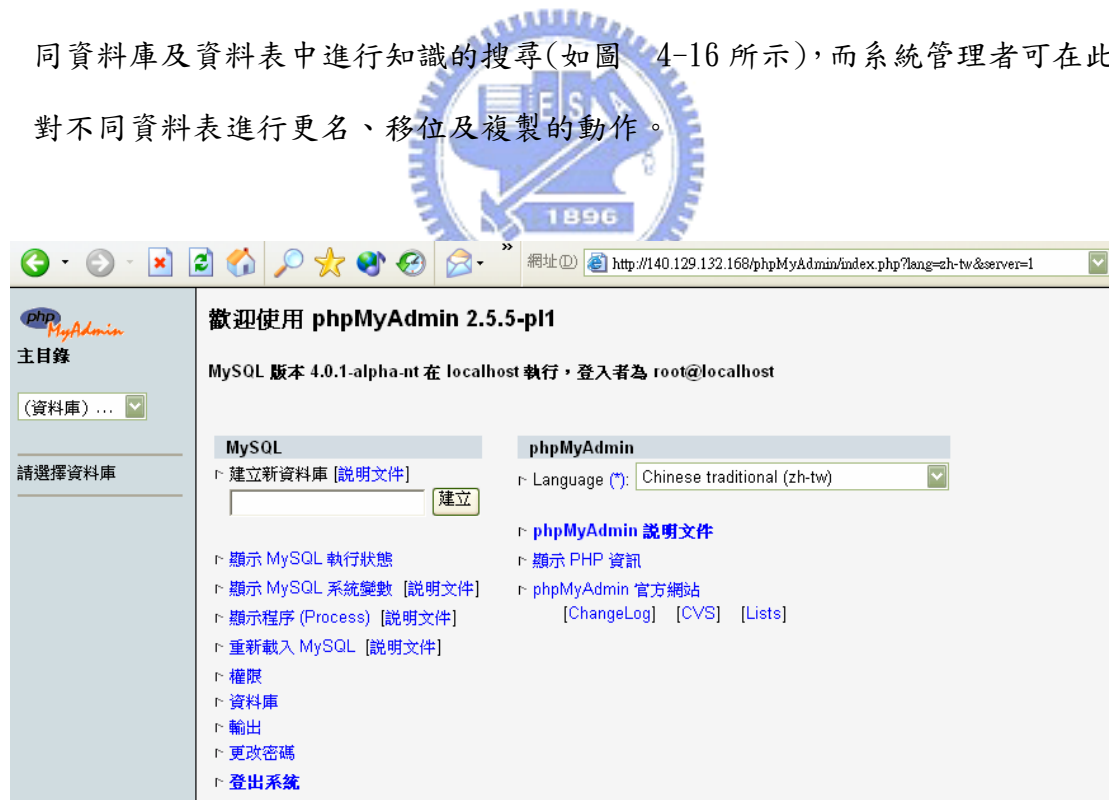 同資料庫及資料表中進行知識的搜尋(如圖 4-16 所示)，而系統管理者可在此
對不同資料表進行更名、移位及複製的動作。
ESA
1896
網址(D) http://140.129.132.168/phpMyAdmin/index.php?lang=zh-tw&server=1
php
MyAdmin
主目錄
(資料庫) ...
請選擇資料庫
歡迎使用 phpMyAdmin 2.5.5-pl1
MySQL 版本 4.0.1-alpha-nt 在 localhost 執行，登入者為 root@localhost
MySQL
建立新資料庫 [說明文件]
建立
顯示 MySQL 執行狀態
顯示 MySQL 系統變數 [說明文件]
顯示程序 (Process) [說明文件]
重新載入 MySQL [說明文件]
權限
資料庫
輸出
更改密碼
登出系統
phpMyAdmin
Language (*): Chinese traditional (zh-tw)
phpMyAdmin 說明文件
顯示 PHP 資訊
phpMyAdmin 官方網站
[ChangeLog] [CVS] [Lists]